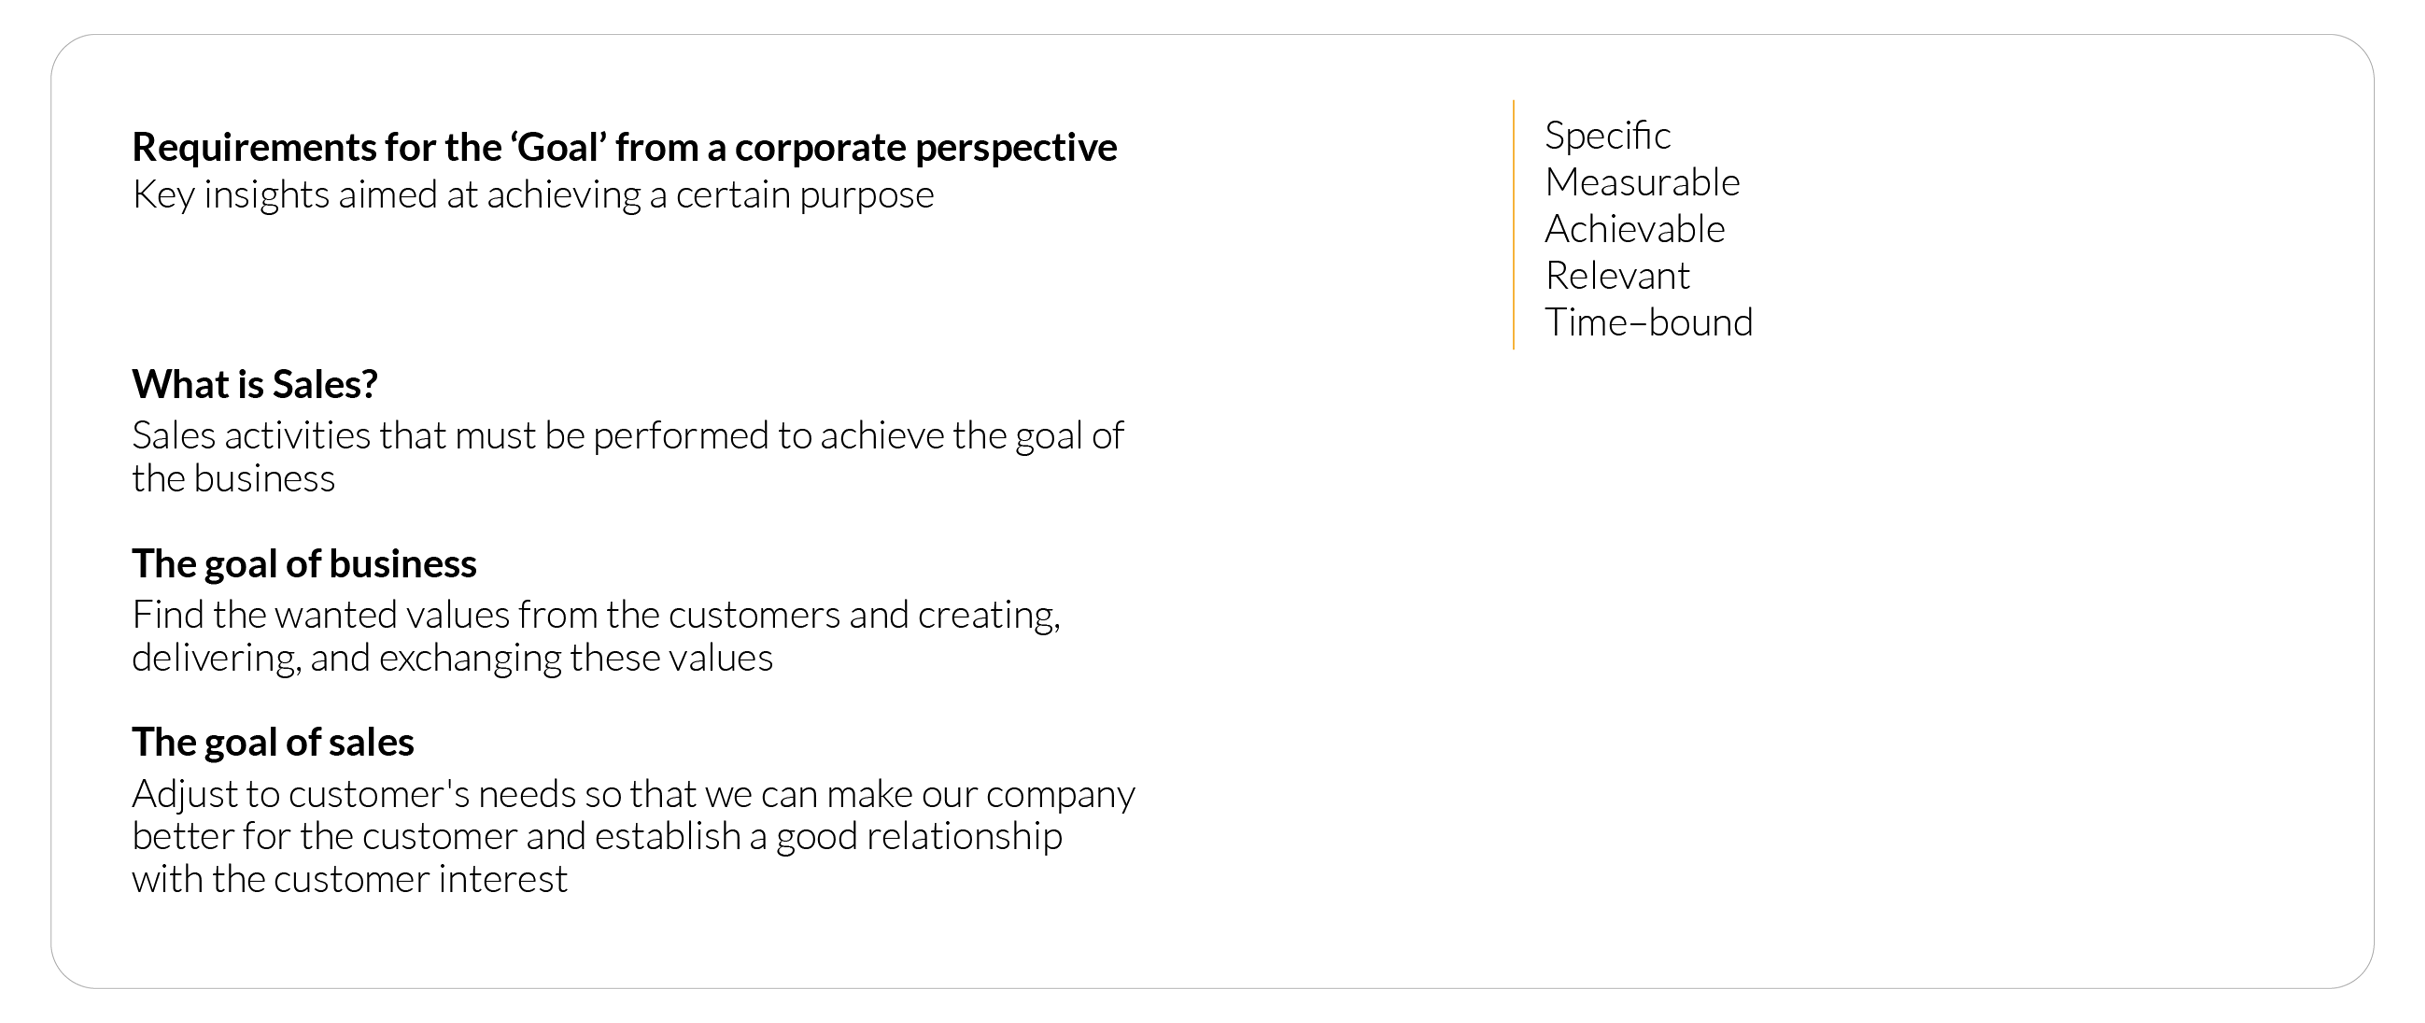 Requirements for the ‘Goal’ from a corporate perspective
Key insights aimed at achieving a certain purpose
Specific
Measurable
Achievable
Relevant
Time–bound
What is Sales?
Sales activities that must be performed to achieve the goal of
the business
The goal of business
Find the wanted values from the customers and creating,
delivering, and exchanging these values
The goal of sales
Adjust to customer's needs so that we can make our company
better for the customer and establish a good relationship
with the customer interest